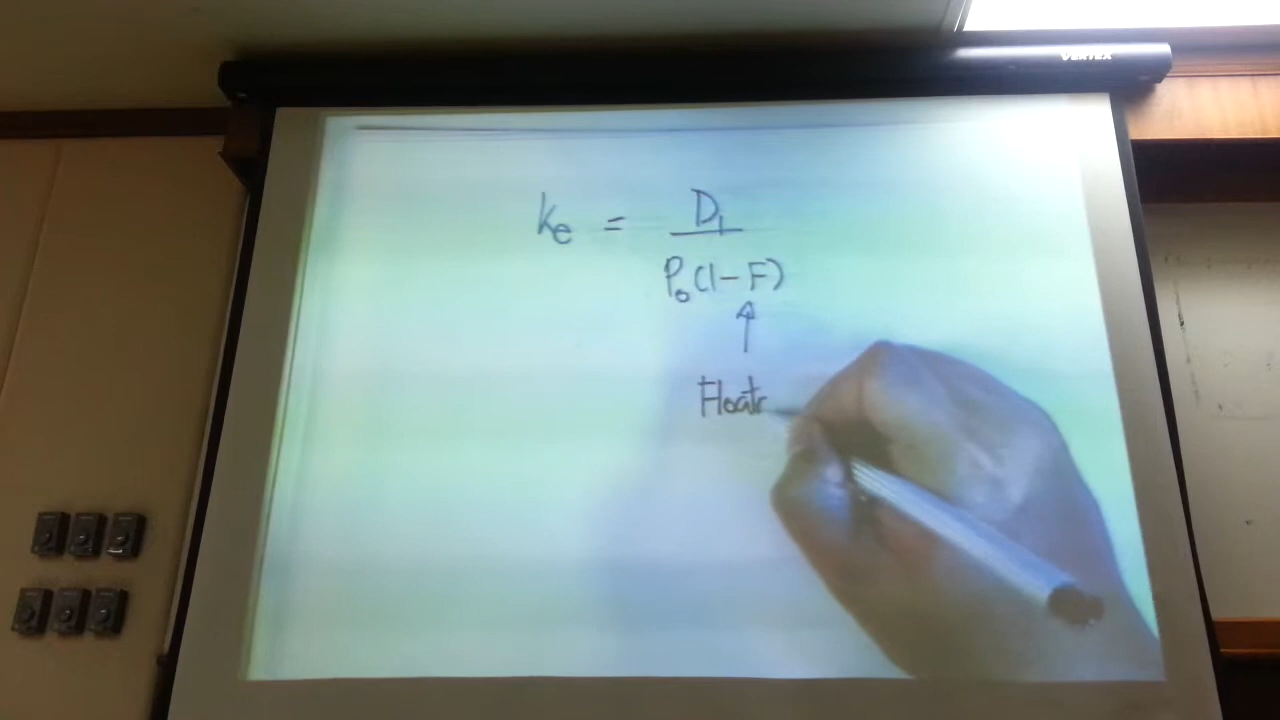 VERTEX
ke = D₁
P₀(1-F)
↑
Floatr